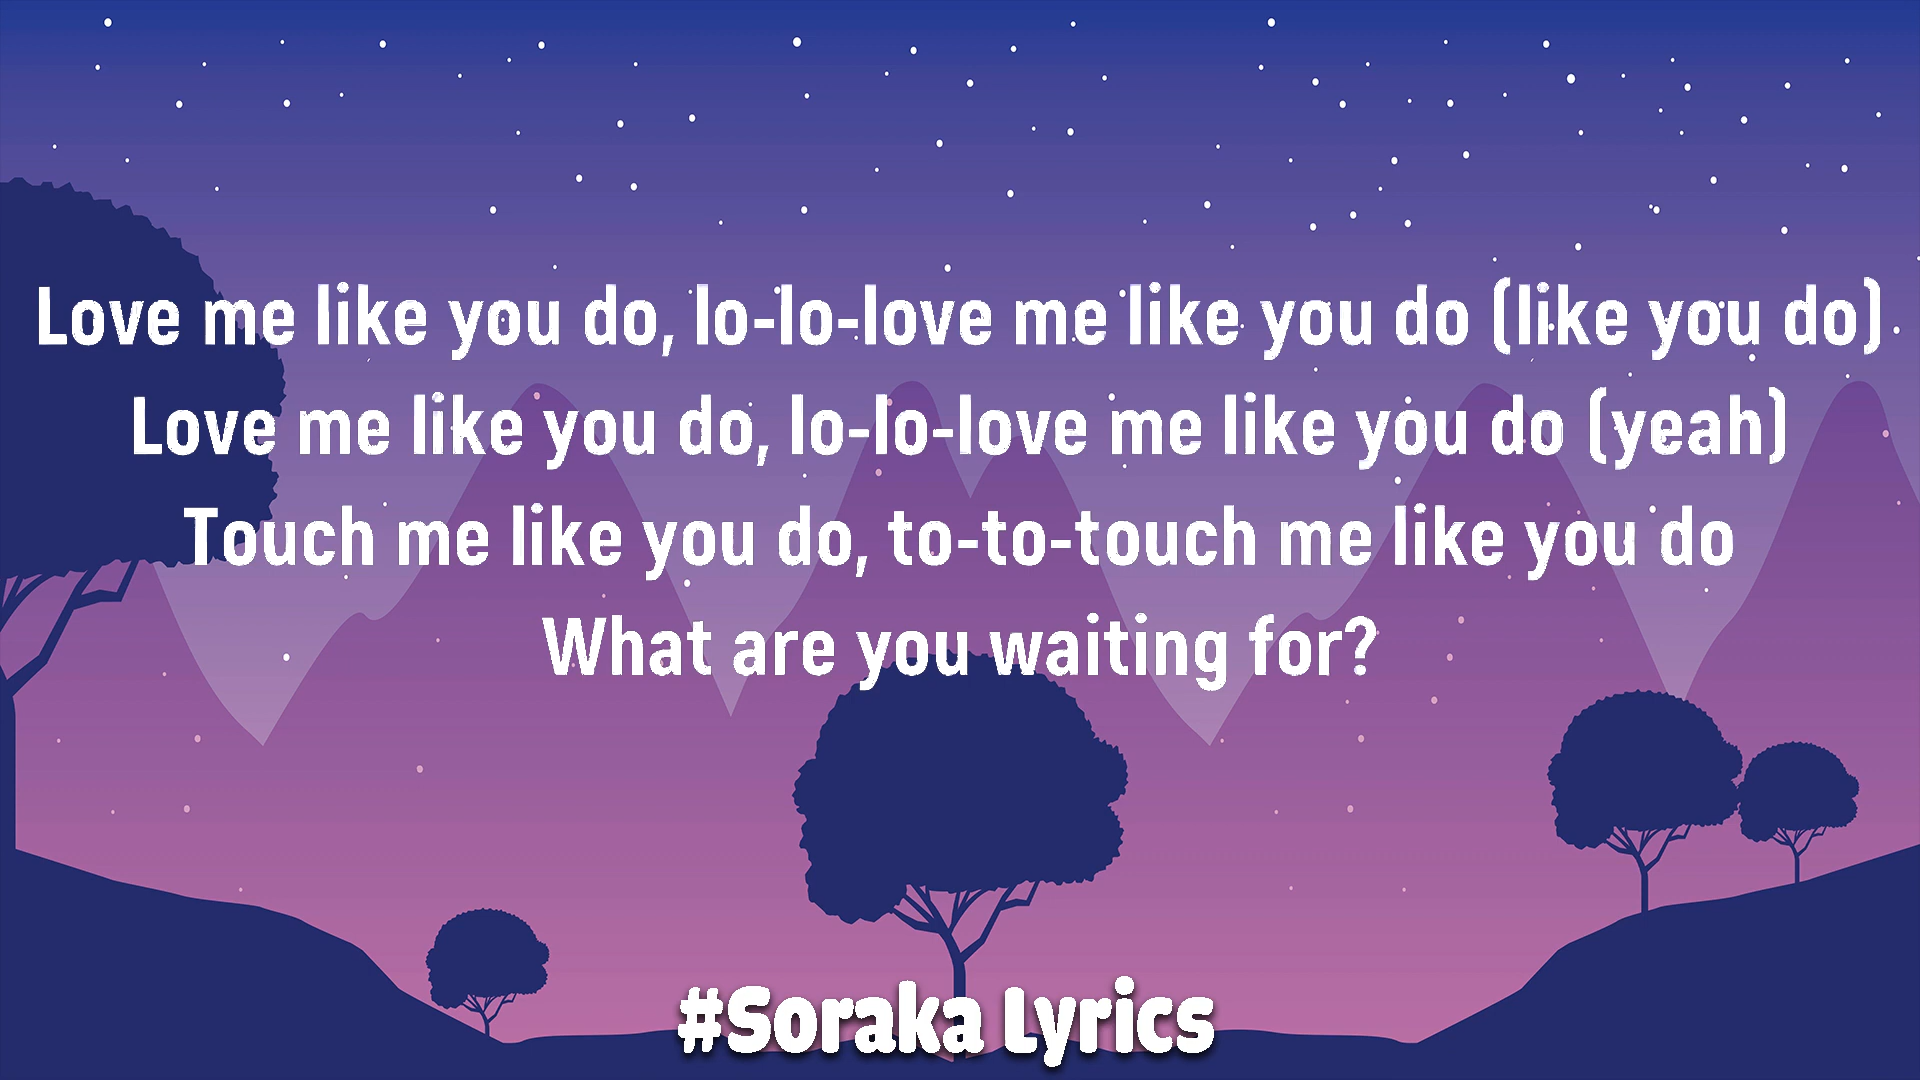 Love me like you do, lo-lo-love me like you do (like you do)
Love me like you do, lo-lo-love me like you do (yeah)
Touch me like you do, to-to-touch me like you do
What are you waiting for?
#Soraka Lyrics